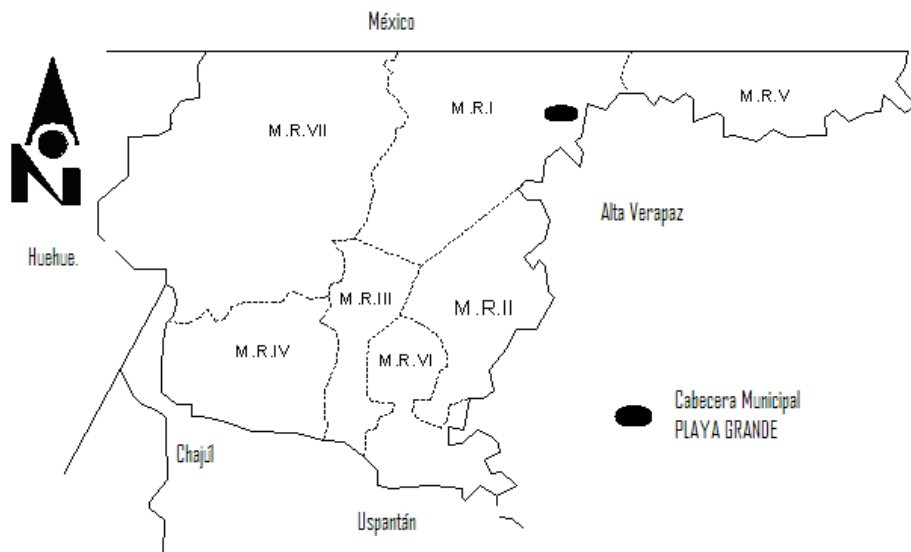 México
M.R.I
M.R.V
M.R.VII
N
Alta Verapaz
Huehue.
M.R.III
M.R.II
M.R.IV
M.R.VI
Cabecera Municipal
PLAYA GRANDE
Chajúl
Uspantán